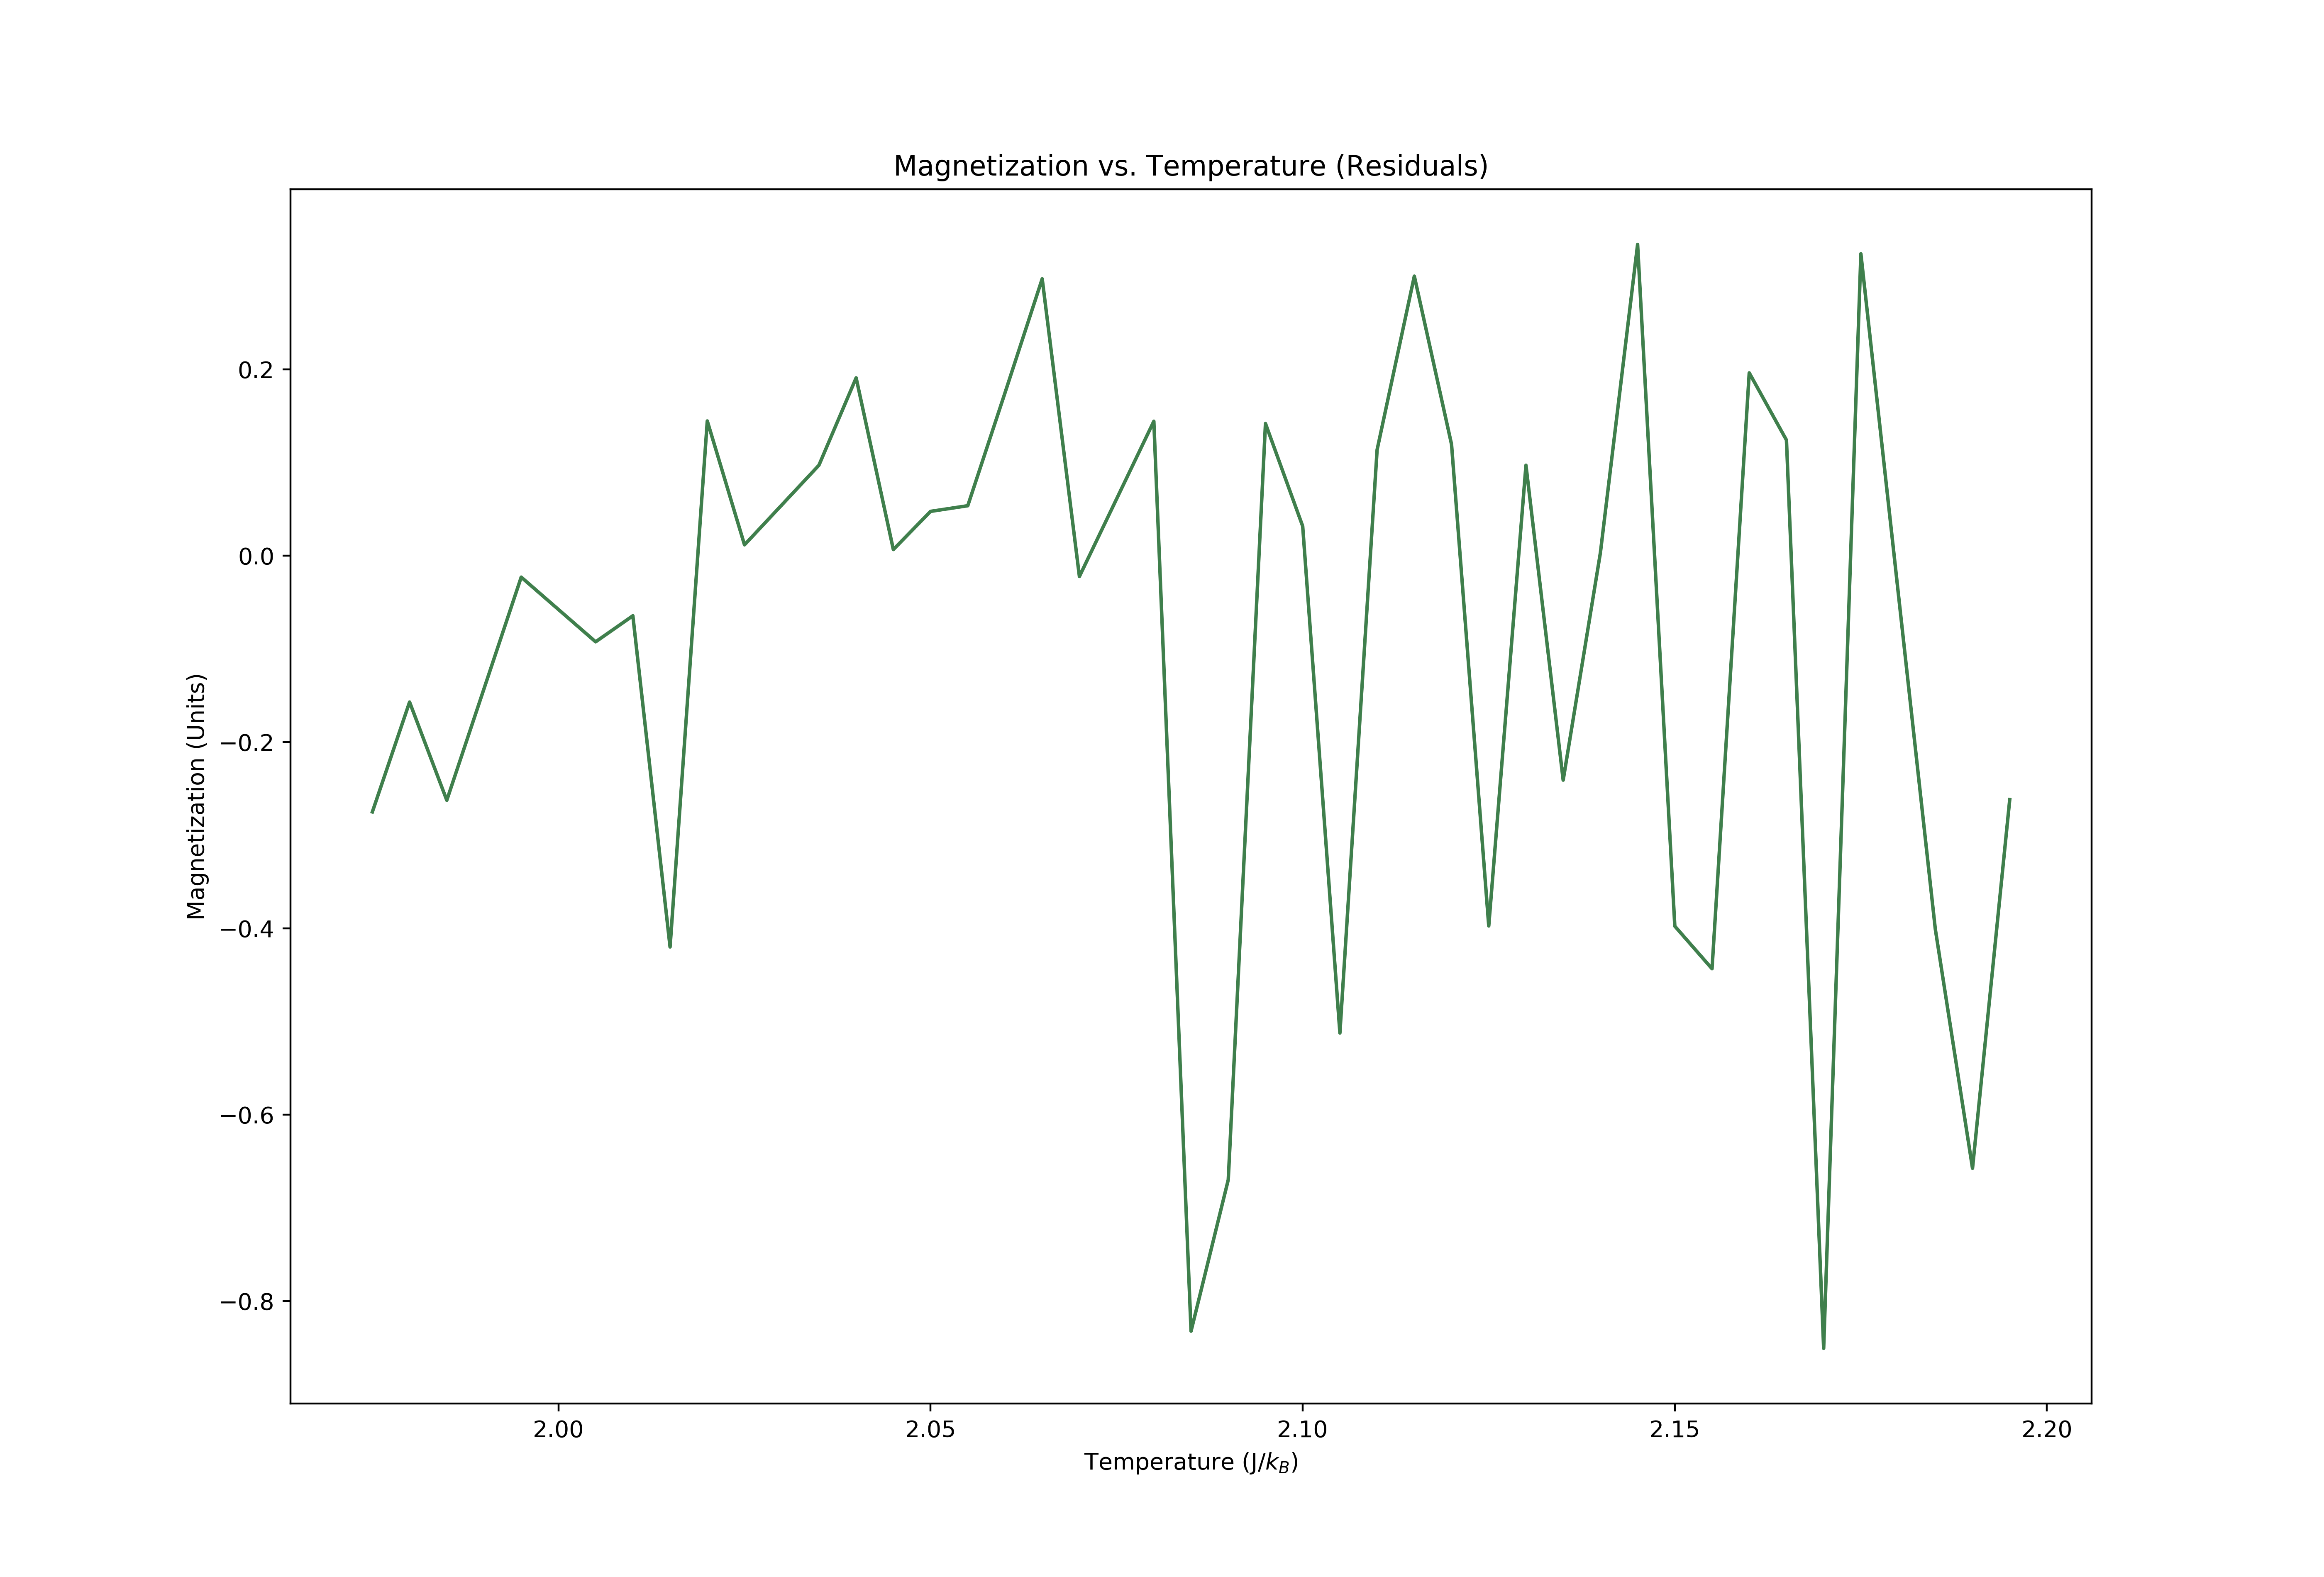 Magnetization vs. Temperature (Residuals)
Magnetization (Units)
0.2
0.0
−0.2
−0.4
−0.6
−0.8
2.00 2.05 2.10 2.15 2.20
Temperature (J/k_B)